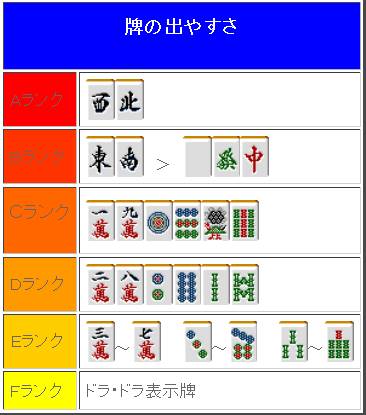 牌の出やすさ
Aランク 西 北
Bランク 東 南 > 發 中
Cランク 一萬 九萬
Dランク 二萬 八萬
Eランク 三萬～七萬 ～ ～
Fランク ドラ・ドラ表示牌